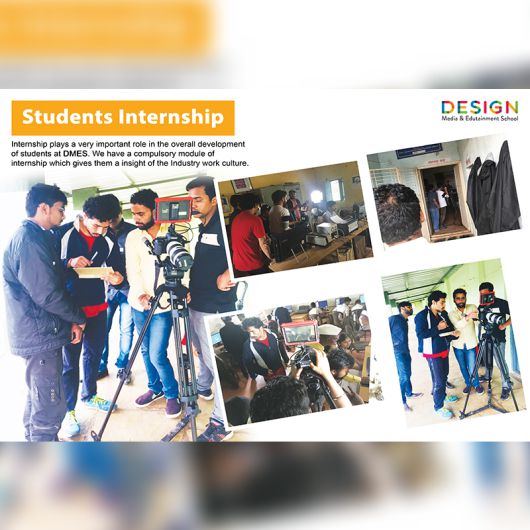 Students Internship
DESIGN
Media & Edutainment School
Internship plays a very important role in the overall development
of students at DMES. We have a compulsory module of
internship which gives them a insight of the Industry work culture.